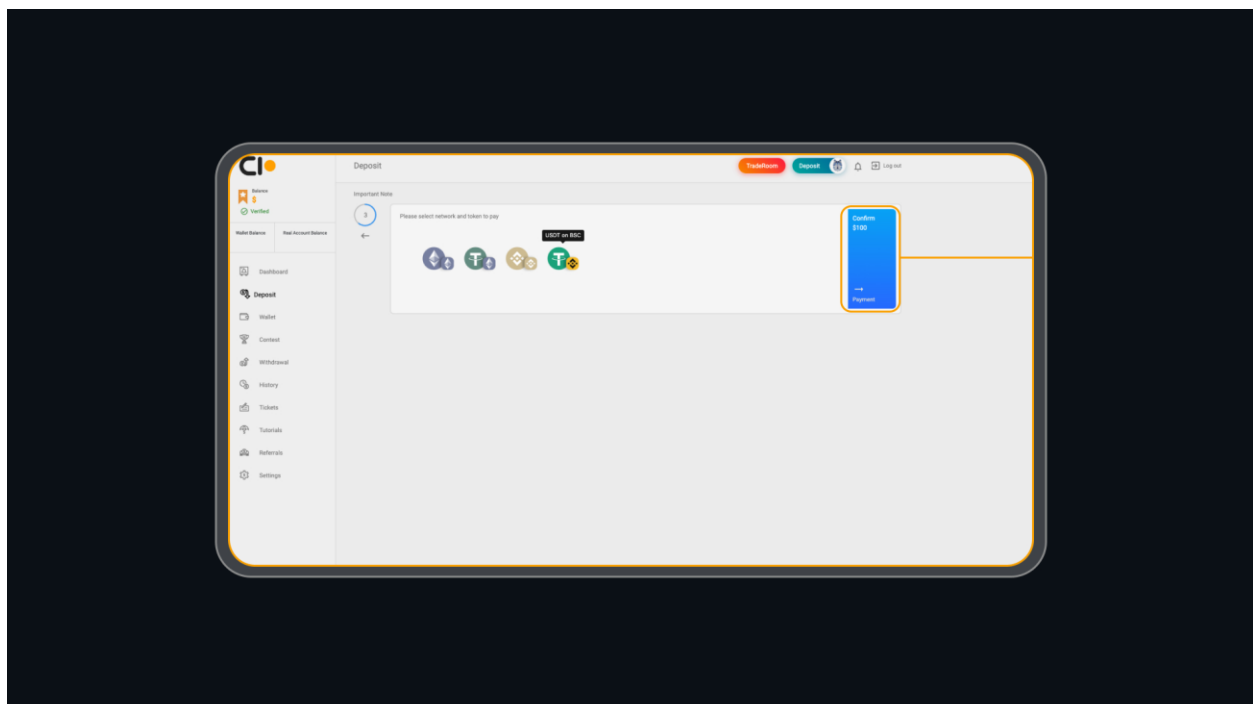 CI
Deposit
TradeRoom
Deposit
Log out
Balance
$
Verified
Wallet Balance
Real Account Balance
Important Note
3
Please select network and token to pay
USDT on BSC
Confirm
$100
Payment
Dashboard
Deposit
Wallet
Contest
Withdrawal
History
Tickets
Tutorials
Referrals
Settings